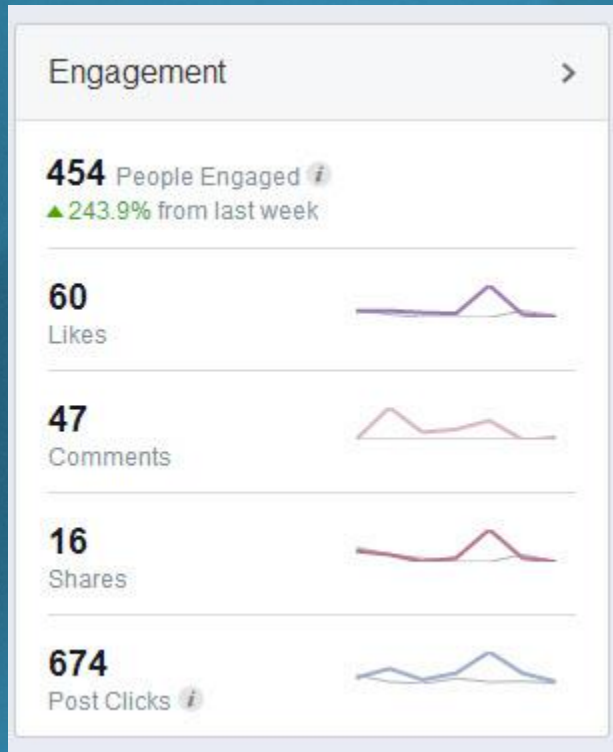 Engagement
454 People Engaged i
▲ 243.9% from last week
60
Likes
47
Comments
16
Shares
674
Post Clicks i